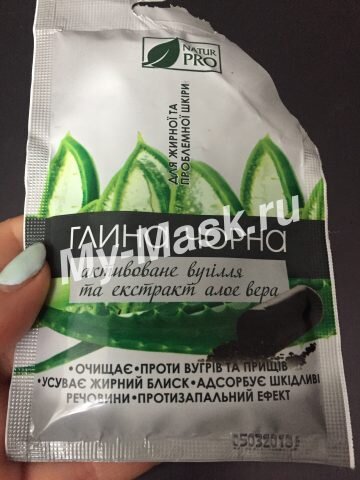 NATUR
PRO
ДЛЯ ЖИРНОЇ ТА
ПРОБЛЕМНОЇ ШКІРИ
ГЛИНА ЧОРНА
My-Mask.ru
активоване вугілля
та екстракт алое вера
•ОЧИЩАЄ•ПРОТИ ВУГРІВ ТА ПРИЩІВ
•УСУВАЄ ЖИРНИЙ БЛИСК•АДСОРБУЄ ШКІДЛИВІ
РЕЧОВИНИ•ПРОТИЗАПАЛЬНИЙ ЕФЕКТ